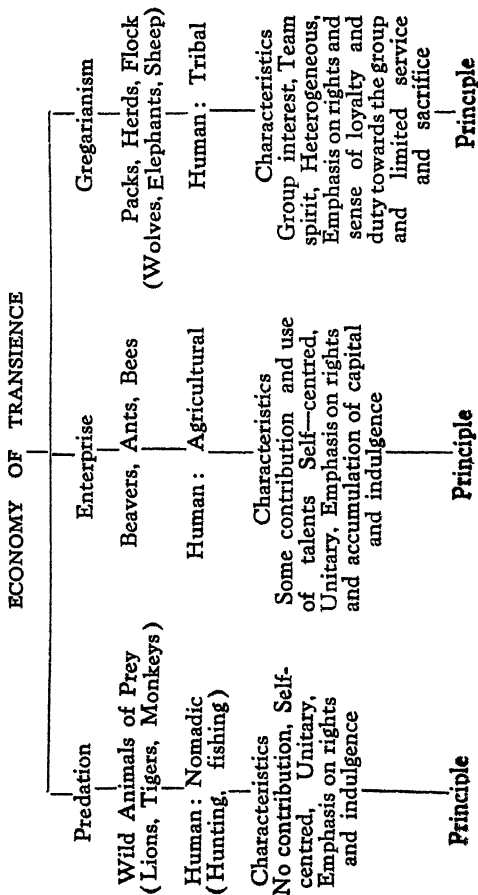 ECONOMY OF TRANSIENCE
Predation
Wild Animals of Prey
(Lions, Tigers, Monkeys)
Human: Nomadic
(Hunting, fishing)
Characteristics
No contribution, Self-
centred, Unitary,
Emphasis on rights
and indulgence
Principle
Enterprise
Beavers, Ants, Bees
Human: Agricultural
Characteristics
Some contribution and use
of talents Self—centred,
Unitary, Emphasis on rights
and accumulation of capital
and indulgence
Principle
Gregarianism
Packs, Herds, Flock
(Wolves, Elephants, Sheep)
Human: Tribal
Characteristics
Group interest, Team
spirit, Heterogeneous,
Emphasis on rights and
sense of loyalty and
duty towards the group
and limited service
and sacrifice
Principle